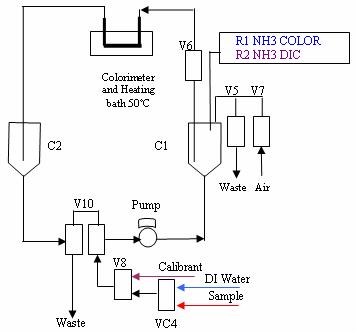 V6
R1 NH3 COLOR
R2 NH3 DIC
Colorimeter
and Heating
bath 50°C
V5
V7
C2
C1
Waste
Air
V10
Pump
V8
Calibrant
DI Water
Sample
Waste
VC4